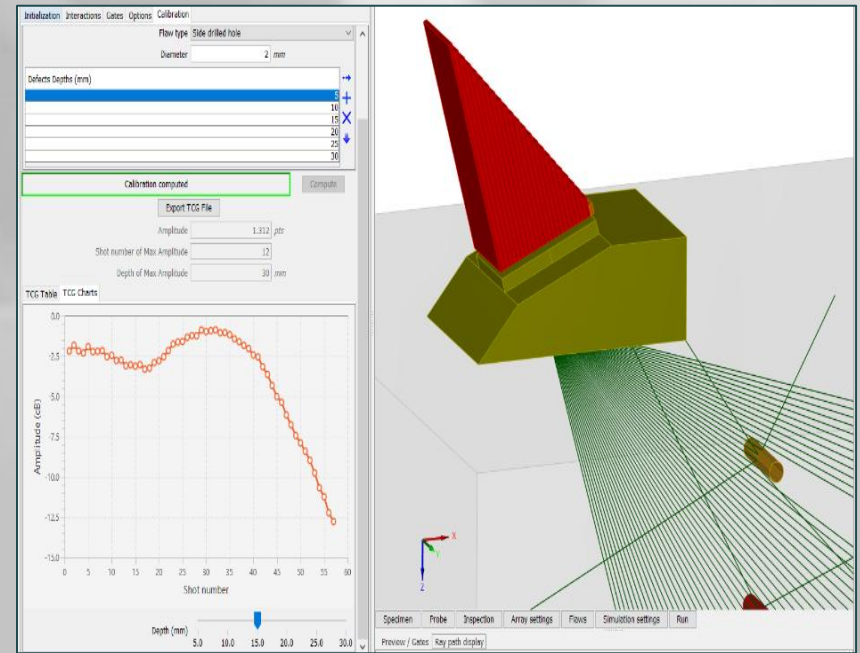 Initialization Interactions Gates Options Calibration
Flaw type Side drilled hole
Diameter 2 mm
Defects Depths (mm)
5
10
15
20
25
30
Calibration computed Compute
Export TCG File
Amplitude 1.312 pts
Shot number of Max Amplitude 12
Depth of Max Amplitude 30 mm
TCG Table TCG Charts
0.0
-2.5
-5.0
-7.5
-10.0
-12.5
-15.0
Amplitude (dB)
0 5 10 15 20 25 30 35 40 45 50 55 60
Shot number
Depth (mm)
5.0 10.0 15.0 20.0 25.0 30.0
X
Y
Z
Specimen Probe Inspection Array settings Flaws Simulation settings Run
Preview / Gates Ray path display